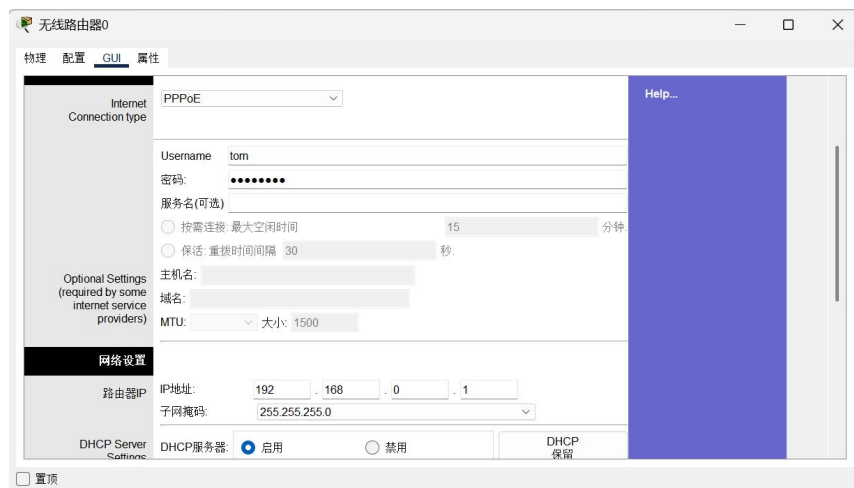 无线路由器0
物理 配置 GUI 属性
Internet
Connection type
PPPoE
Help...
Username tom
密码: ●●●●●●●●
服务名(可选)
按需连接: 最大空闲时间 15 分钟.
保活: 重拨时间间隔 30 秒.
Optional Settings
(required by some
internet service
providers)
主机名:
域名:
MTU: 大小: 1500
网络设置
路由器IP
IP地址: 192 . 168 . 0 . 1
子网掩码: 255.255.255.0
DHCP Server
Settings
DHCP服务器: 启用 禁用
DHCP
保留
置顶